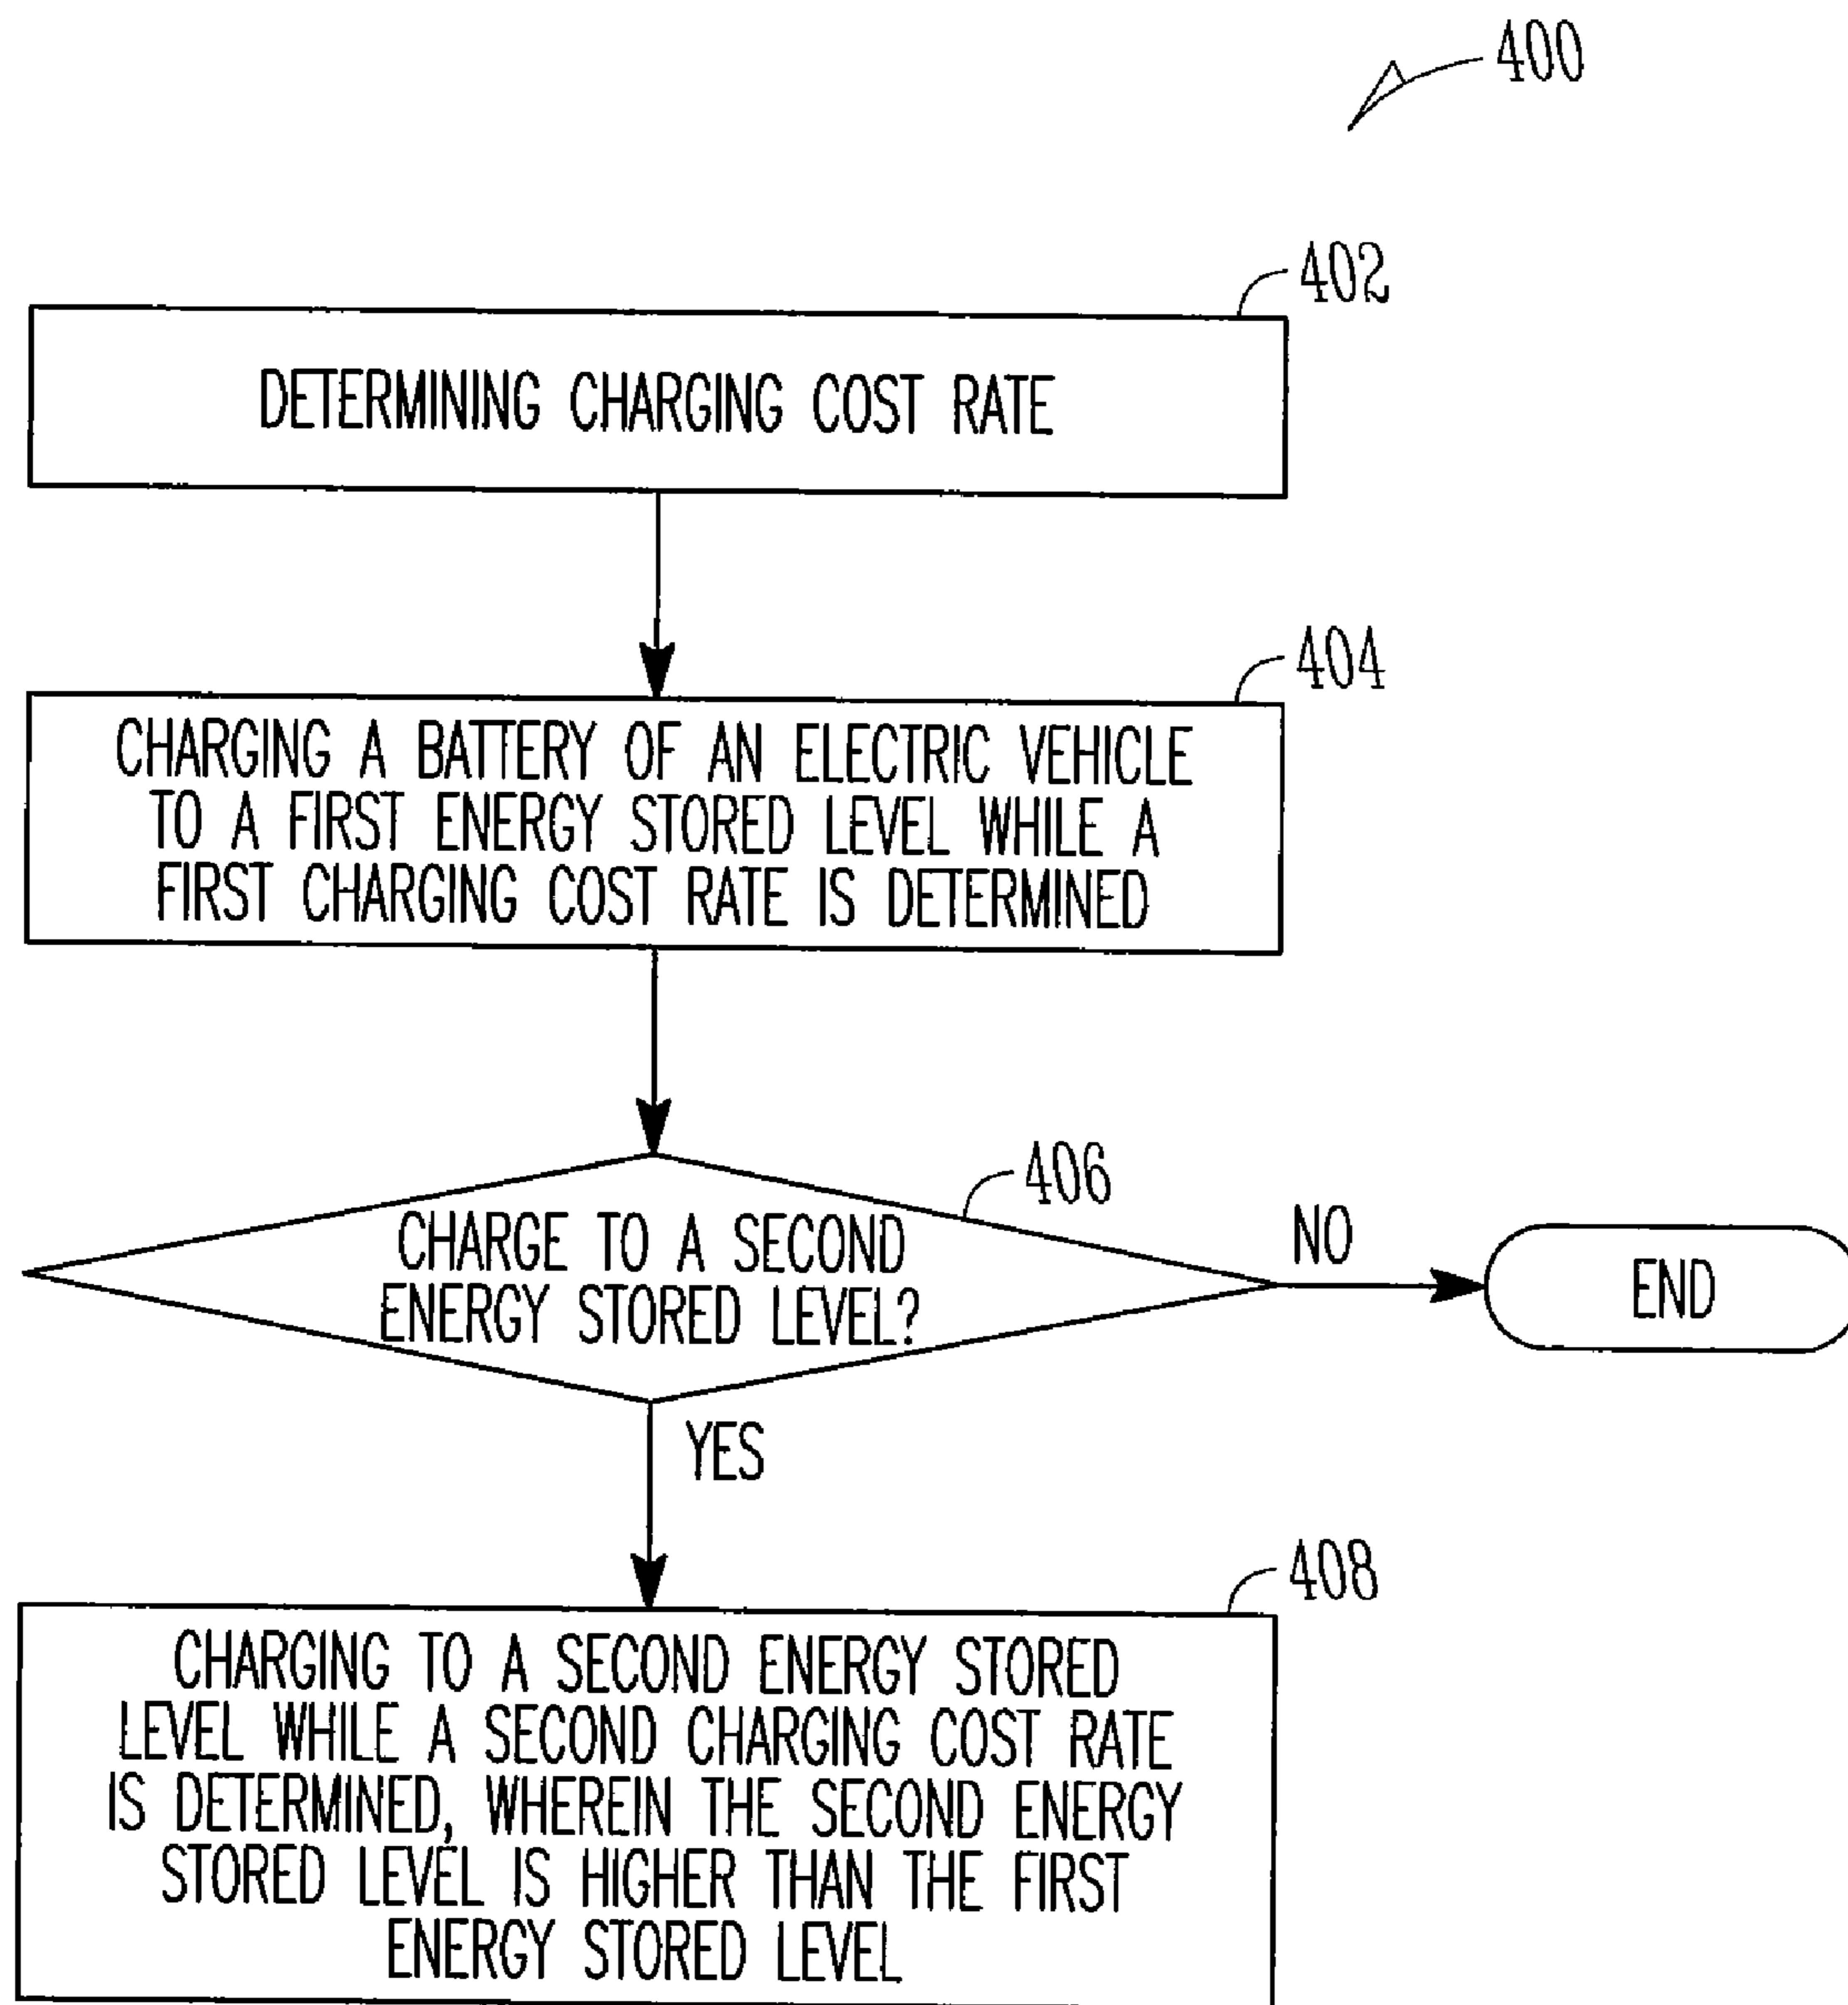 400
402
DETERMINING CHARGING COST RATE
404
CHARGING A BATTERY OF AN ELECTRIC VEHICLE
TO A FIRST ENERGY STORED LEVEL WHILE A
FIRST CHARGING COST RATE IS DETERMINED
406
CHARGE TO A SECOND
ENERGY STORED LEVEL?
NO
END
YES
408
CHARGING TO A SECOND ENERGY STORED
LEVEL WHILE A SECOND CHARGING COST RATE
IS DETERMINED, WHEREIN THE SECOND ENERGY
STORED LEVEL IS HIGHER THAN THE FIRST
ENERGY STORED LEVEL